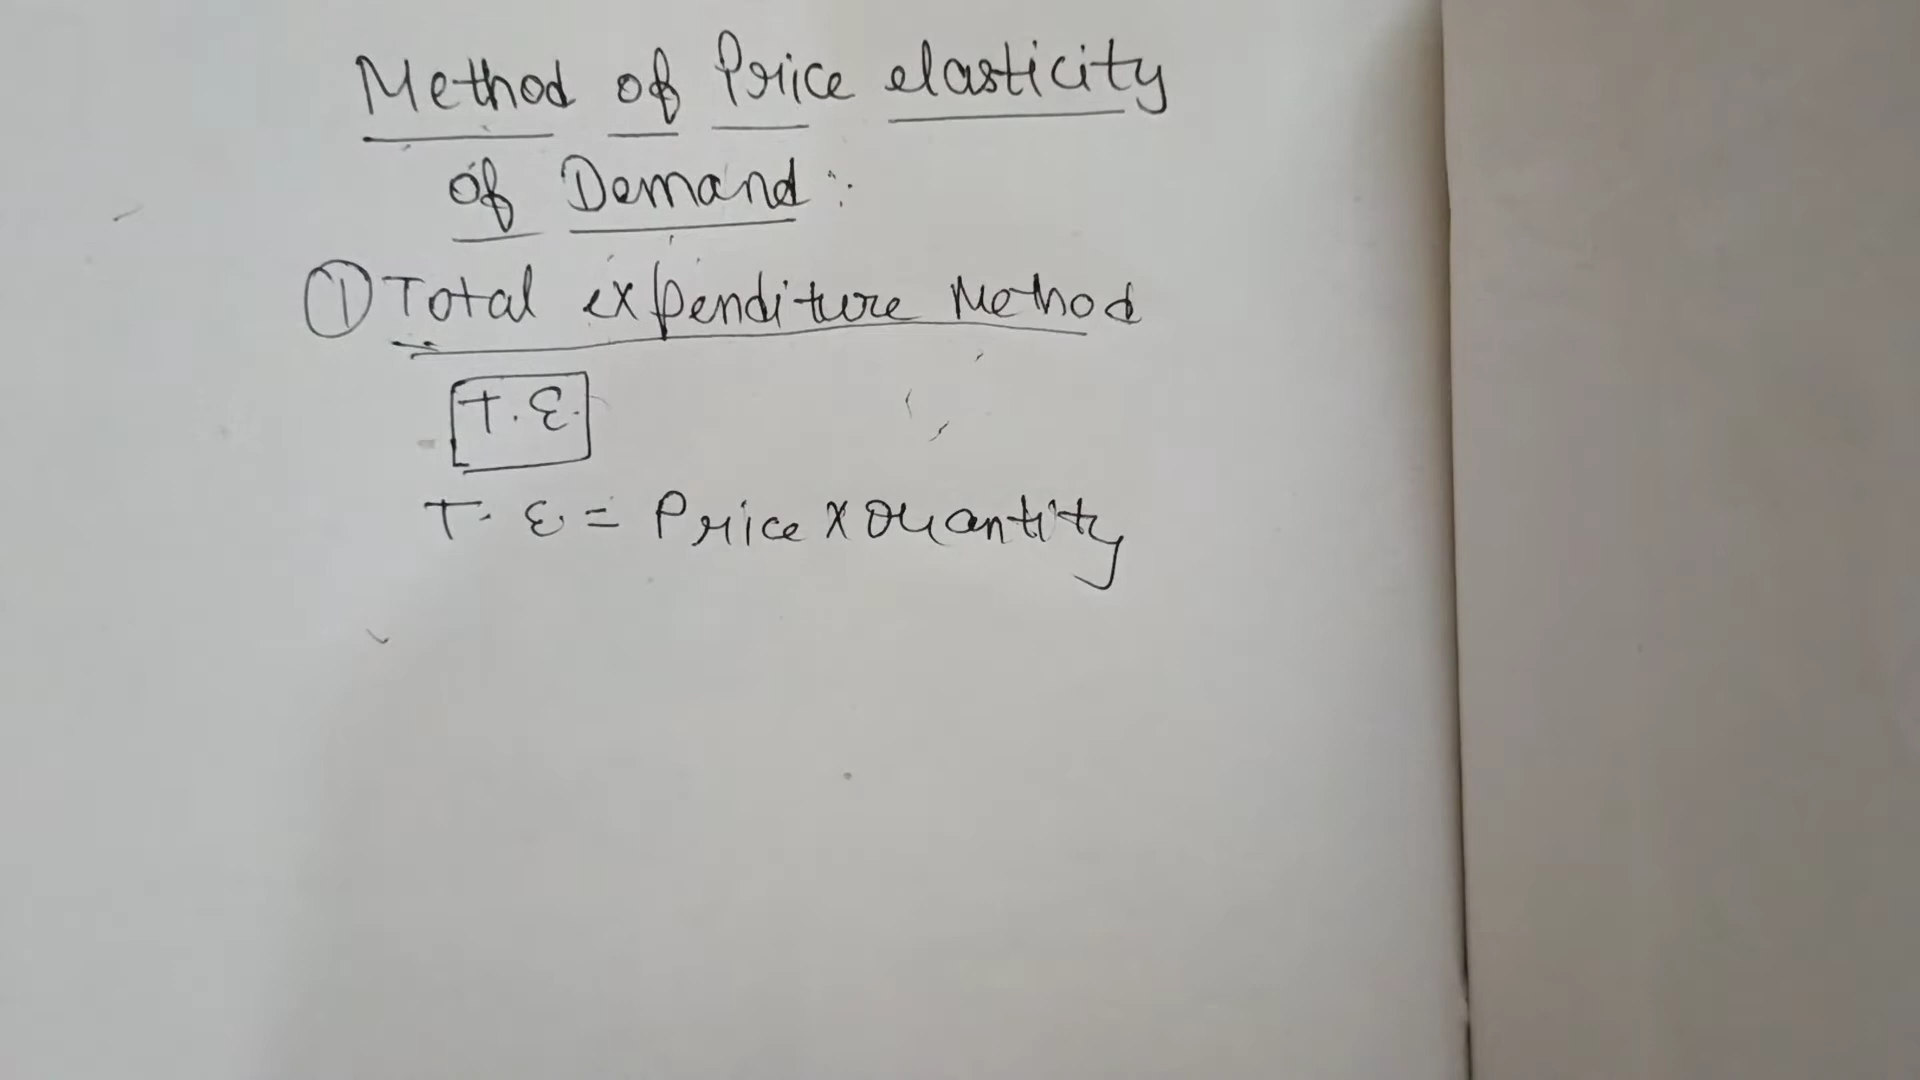 Method of Price elasticity
of Demand :
① Total expenditure Method
T.E.
T. E = Price x Quantity